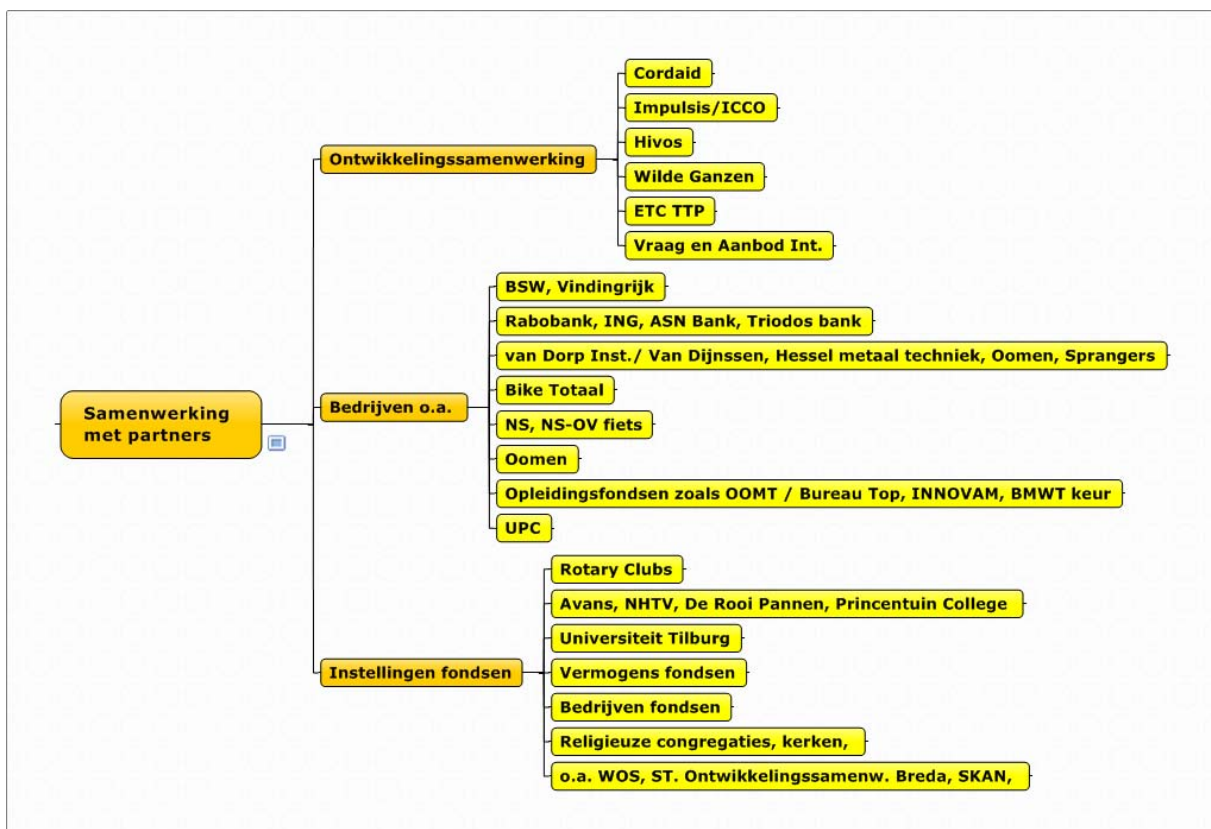 Samenwerking
met partners
Ontwikkelingssamenwerking
Cordaid
Impulsis/ICCO
Hivos
Wilde Ganzen
ETC TTP
Vraag en Aanbod Int.
Bedrijven o.a.
BSW, Vindingrijk
Rabobank, ING, ASN Bank, Triodos bank
van Dorp Inst./ Van Dijnssen, Hessel metaal techniek, Oomen, Sprangers
Bike Totaal
NS, NS-OV fiets
Oomen
Opleidingsfondsen zoals OOMT / Bureau Top, INNOVAM, BMWT keur
UPC
Instellingen fondsen
Rotary Clubs
Avans, NHTV, De Rooi Pannen, Princentuin College
Universiteit Tilburg
Vermogens fondsen
Bedrijven fondsen
Religieuze congregaties, kerken,
o.a. WOS, ST. Ontwikkelingssamenw. Breda, SKAN,